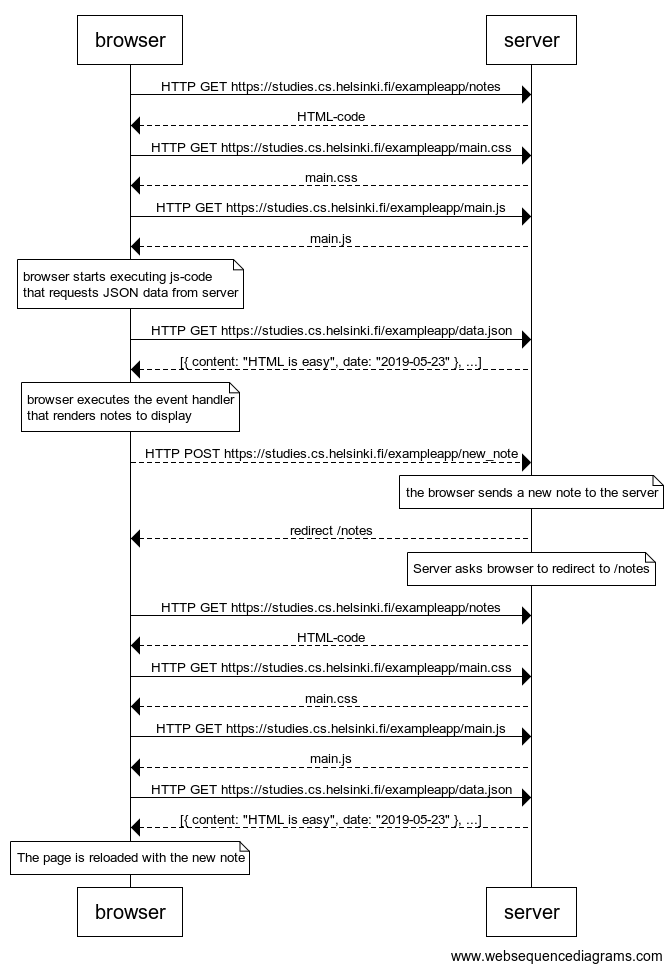 browser
server
HTTP GET https://studies.cs.helsinki.fi/exampleapp/notes
HTML-code
HTTP GET https://studies.cs.helsinki.fi/exampleapp/main.css
main.css
HTTP GET https://studies.cs.helsinki.fi/exampleapp/main.js
main.js
browser starts executing js-code
that requests JSON data from server
HTTP GET https://studies.cs.helsinki.fi/exampleapp/data.json
[{ content: "HTML is easy", date: "2019-05-23" }, ...]
browser executes the event handler
that renders notes to display
HTTP POST https://studies.cs.helsinki.fi/exampleapp/new_note
the browser sends a new note to the server
redirect /notes
Server asks browser to redirect to /notes
HTTP GET https://studies.cs.helsinki.fi/exampleapp/notes
HTML-code
HTTP GET https://studies.cs.helsinki.fi/exampleapp/main.css
main.css
HTTP GET https://studies.cs.helsinki.fi/exampleapp/main.js
main.js
HTTP GET https://studies.cs.helsinki.fi/exampleapp/data.json
[{ content: "HTML is easy", date: "2019-05-23" }, ...]
The page is reloaded with the new note
browser
server
www.websequencediagrams.com